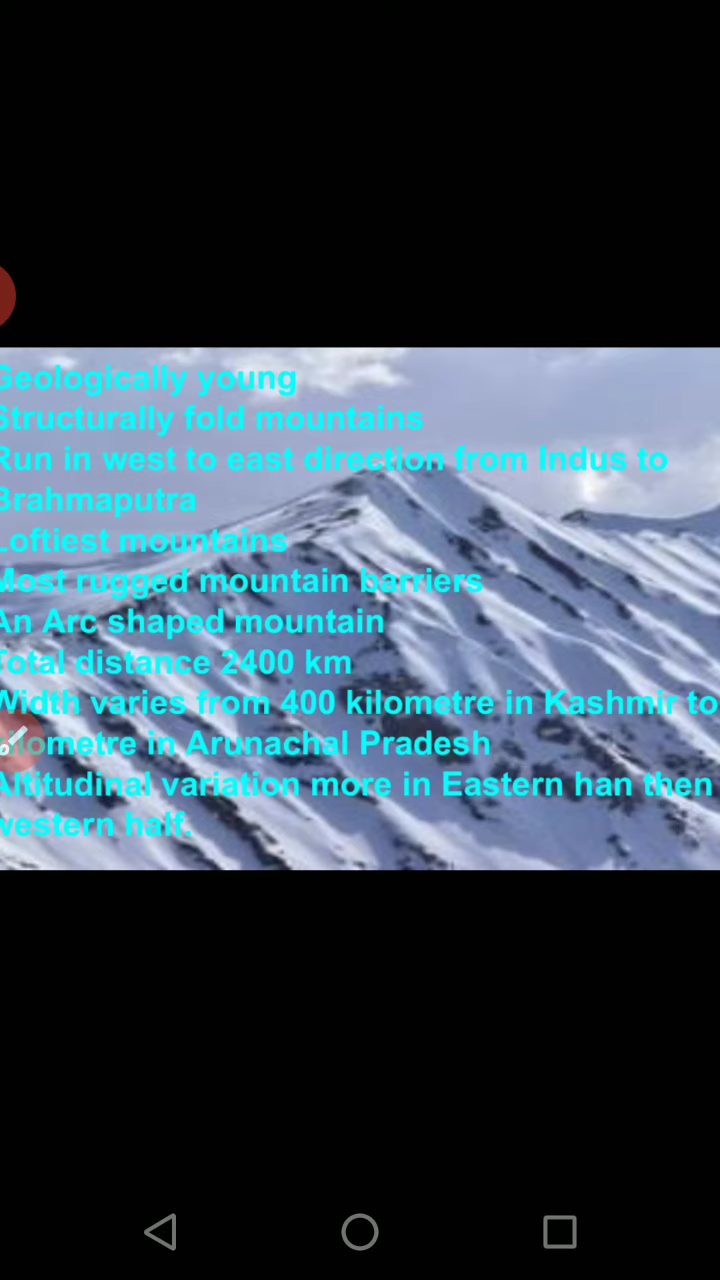 Geologically young
Structurally fold mountains
Run in west to east direction from Indus to
Brahmaputra
Loftiest mountains
Most rugged mountain barriers
An Arc shaped mountain
Total distance 2400 km
Width varies from 400 kilometre in Kashmir to
kilometre in Arunachal Pradesh
Altitudinal variation more in Eastern han then
western half.